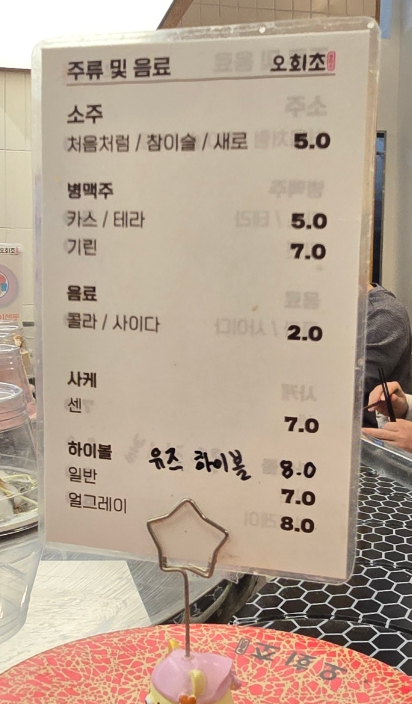 주류 및 음료 오회초
소주
처음처럼 / 참이슬 / 새로 5.0
병맥주
카스 / 테라 5.0
기린 7.0
음료
콜라 / 사이다 2.0
사케
센 7.0
하이볼 유즈 하이볼 8.0
일반 7.0
얼그레이 8.0
오회초